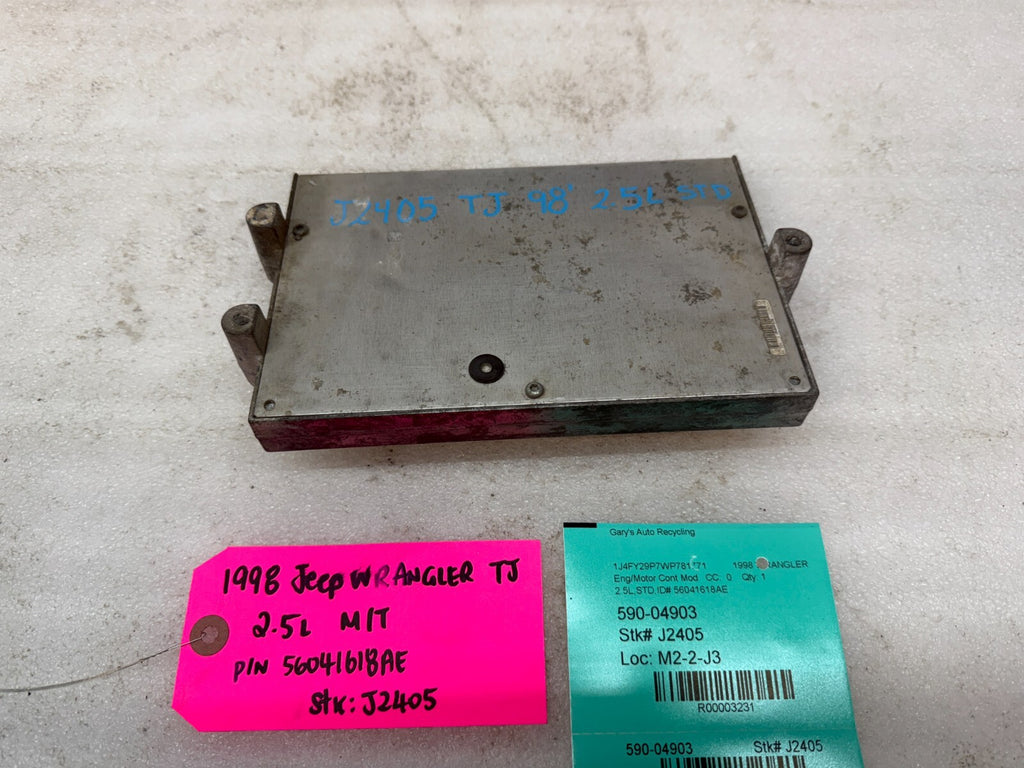 J2405 TJ 98' 2.5L STD
1998 Jeep WRANGLER TJ
2.5L M/T
P/N 56041618AE
Stk: J2405
Gary's Auto Recycling
1998
Eng/Motor Cont Mod CC: 0 Qty: 1
2.5L,STD,ID# 56041618AE
590-04903
Stk# J2405
Loc: M2-2-J3
R00003231
590-04903 Stk# J2405